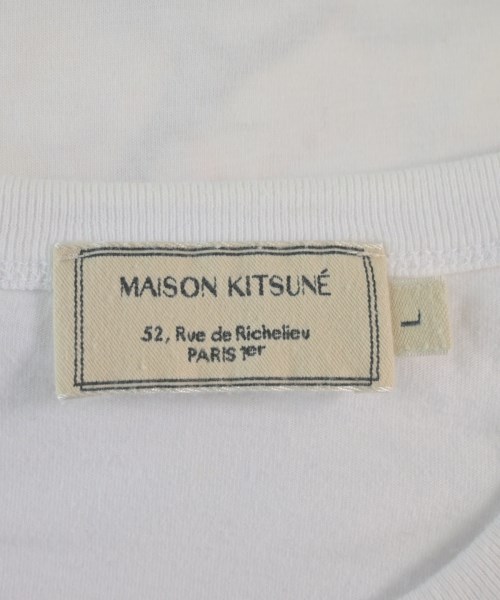 MAISON KITSUNÉ
52, Rue de Richelieu
PARIS 1er
L